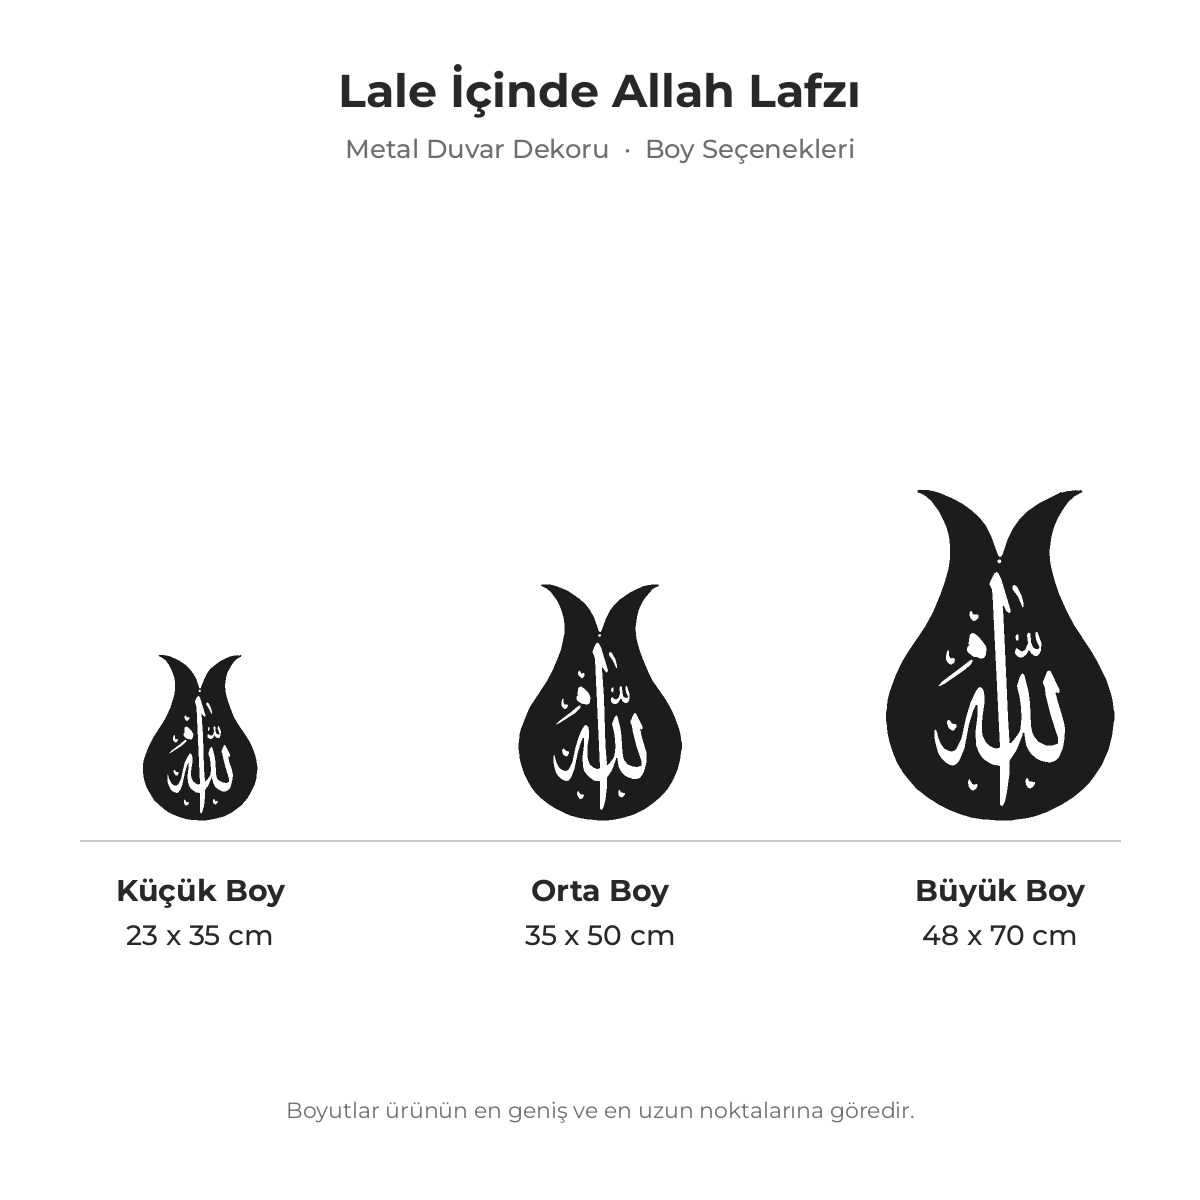 Lale İçinde Allah Lafzı
Metal Duvar Dekoru · Boy Seçenekleri
الله
الله
الله
Küçük Boy
Orta Boy
Büyük Boy
23 x 35 cm
35 x 50 cm
48 x 70 cm
Boyutlar ürünün en geniş ve en uzun noktalarına göredir.